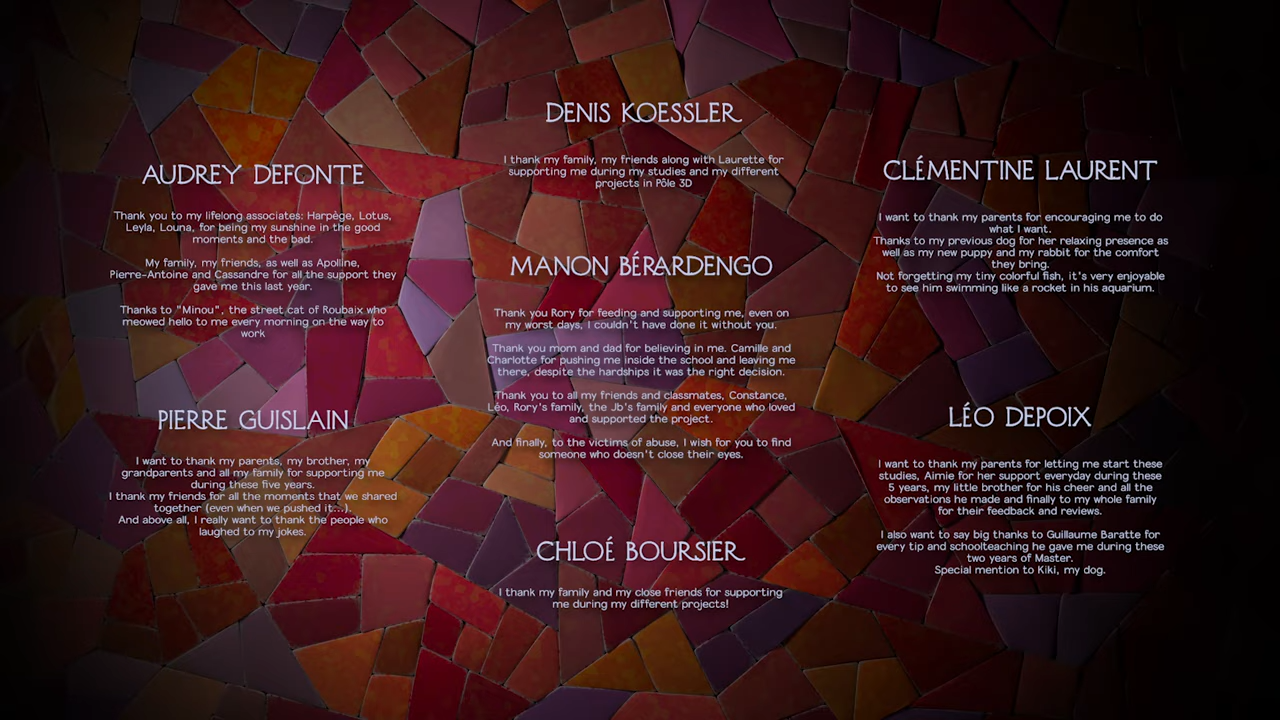 AUDREY DEFONTE
Thank you to my lifelong associates: Harpège, Lotus,
Leyla, Louna, for being my sunshine in the good
moments and the bad.
My family, my friends, as well as Apolline,
Pierre-Antoine and Cassandre for all the support they
gave me this last year.
Thanks to "Minou", the street cat of Roubaix who
meowed hello to me every morning on the way to
work
PIERRE GUISLAIN
I want to thank my parents, my brother, my
grandparents and all my family for supporting me
during these five years.
I thank my friends for all the moments that we shared
together (even when we pushed it...).
And above all, I really want to thank the people who
laughed to my jokes.
DENIS KOESSLER
I thank my family, my friends along with Laurette for
supporting me during my studies and my different
projects in Pôle 3D
MANON BÉRARDENGO
Thank you Rory for feeding and supporting me, even on
my worst days, I couldn't have done it without you.
Thank you mom and dad for believing in me. Camille and
Charlotte for pushing me inside the school and leaving me
there, despite the hardships it was the right decision.
Thank you to all my friends and classmates, Constance,
Léo, Rory's family, the Jb's family and everyone who loved
and supported the project.
And finally, to the victims of abuse, I wish for you to find
someone who doesn't close their eyes.
CHLOÉ BOURSIER
I thank my family and my close friends for supporting
me during my different projects!
CLÉMENTINE LAURENT
I want to thank my parents for encouraging me to do
what I want.
Thanks to my previous dog for her relaxing presence as
well as my new puppy and my rabbit for the comfort
they bring.
Not forgetting my tiny colorful fish, it's very enjoyable
to see him swimming like a rocket in his aquarium.
LÉO DEPOIX
I want to thank my parents for letting me start these
studies, Aimie for her support everyday during these
5 years, my little brother for his cheer and all the
observations he made and finally to my whole family
for their feedback and reviews.
I also want to say big thanks to Guillaume Baratte for
every tip and schoolteaching he gave me during these
two years of Master.
Special mention to Kiki, my dog.